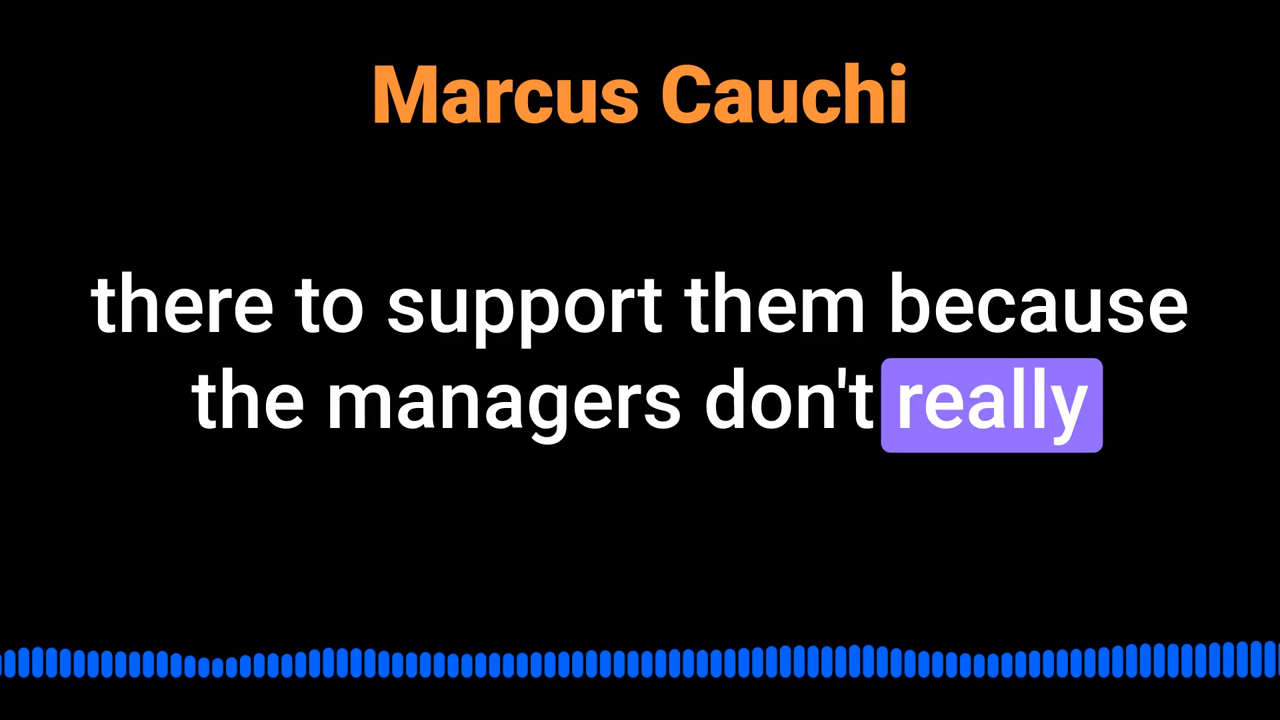 Marcus Cauchi
there to support them because
the managers don't really